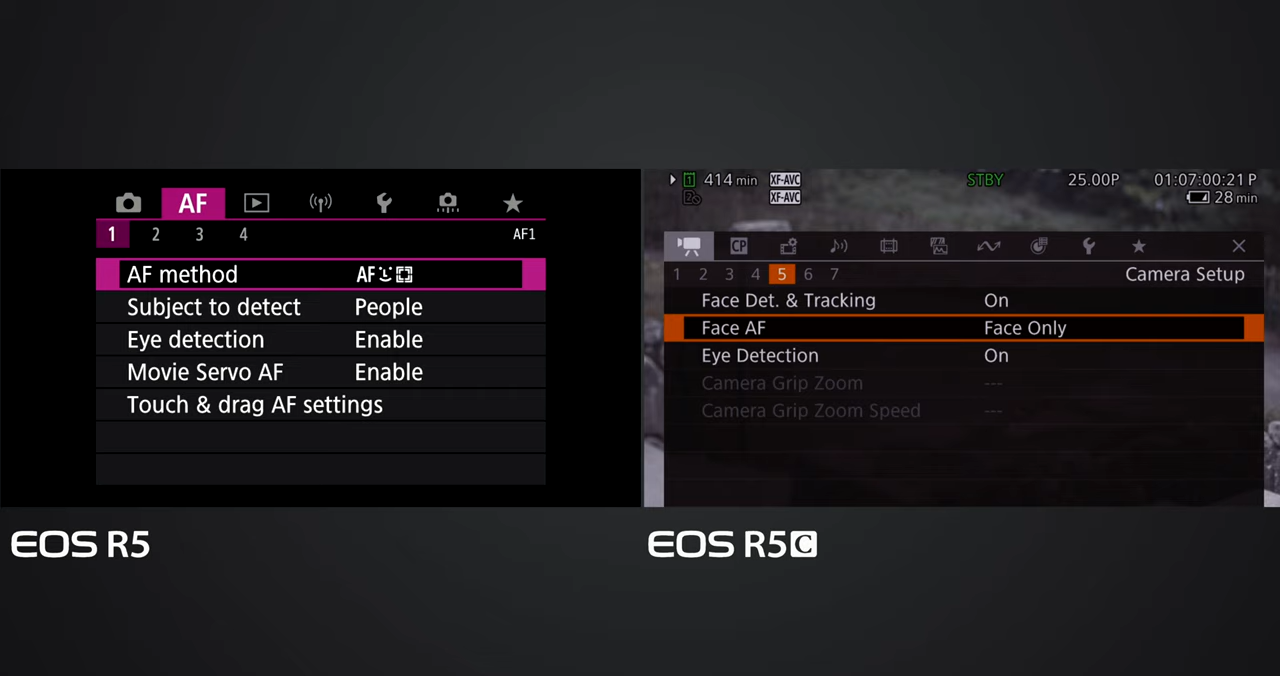 AF
1 2 3 4 AF1
AF method AF
Subject to detect People
Eye detection Enable
Movie Servo AF Enable
Touch & drag AF settings
EOS R5
1 414 min XF-AVC STBY 25.00P 01:07:00:21 P
2 XF-AVC 28 min
CP
1 2 3 4 5 6 7 Camera Setup
Face Det. & Tracking On
Face AF Face Only
Eye Detection On
Camera Grip Zoom ---
Camera Grip Zoom Speed ---
EOS R5 C